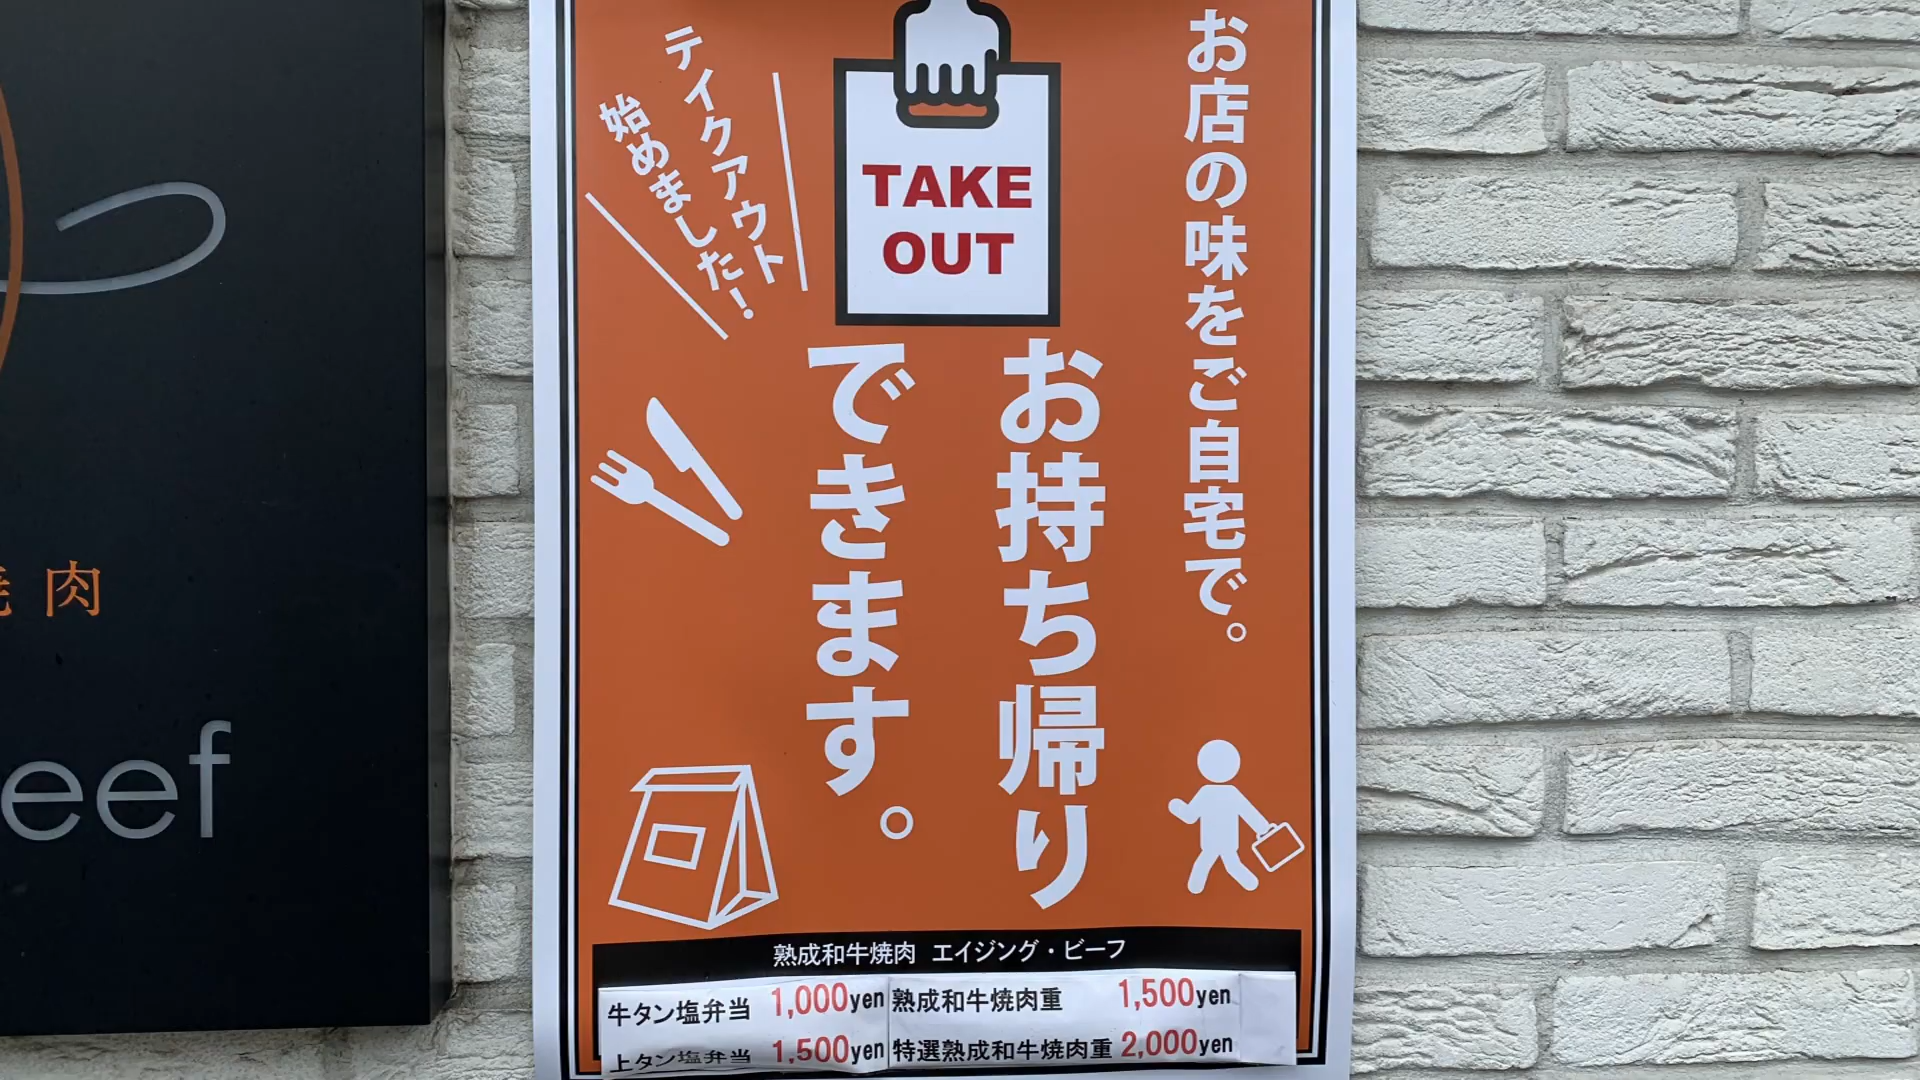 お店の味をご自宅で。
TAKE
OUT
お持ち帰り
できます。
テイクアウト
始めました!
熟成和牛焼肉 エイジング・ビーフ
牛タン塩弁当 1,000yen
熟成和牛焼肉重 1,500yen
上タン塩弁当 1,500yen
特選熟成和牛焼肉重 2,000yen
肉
eef